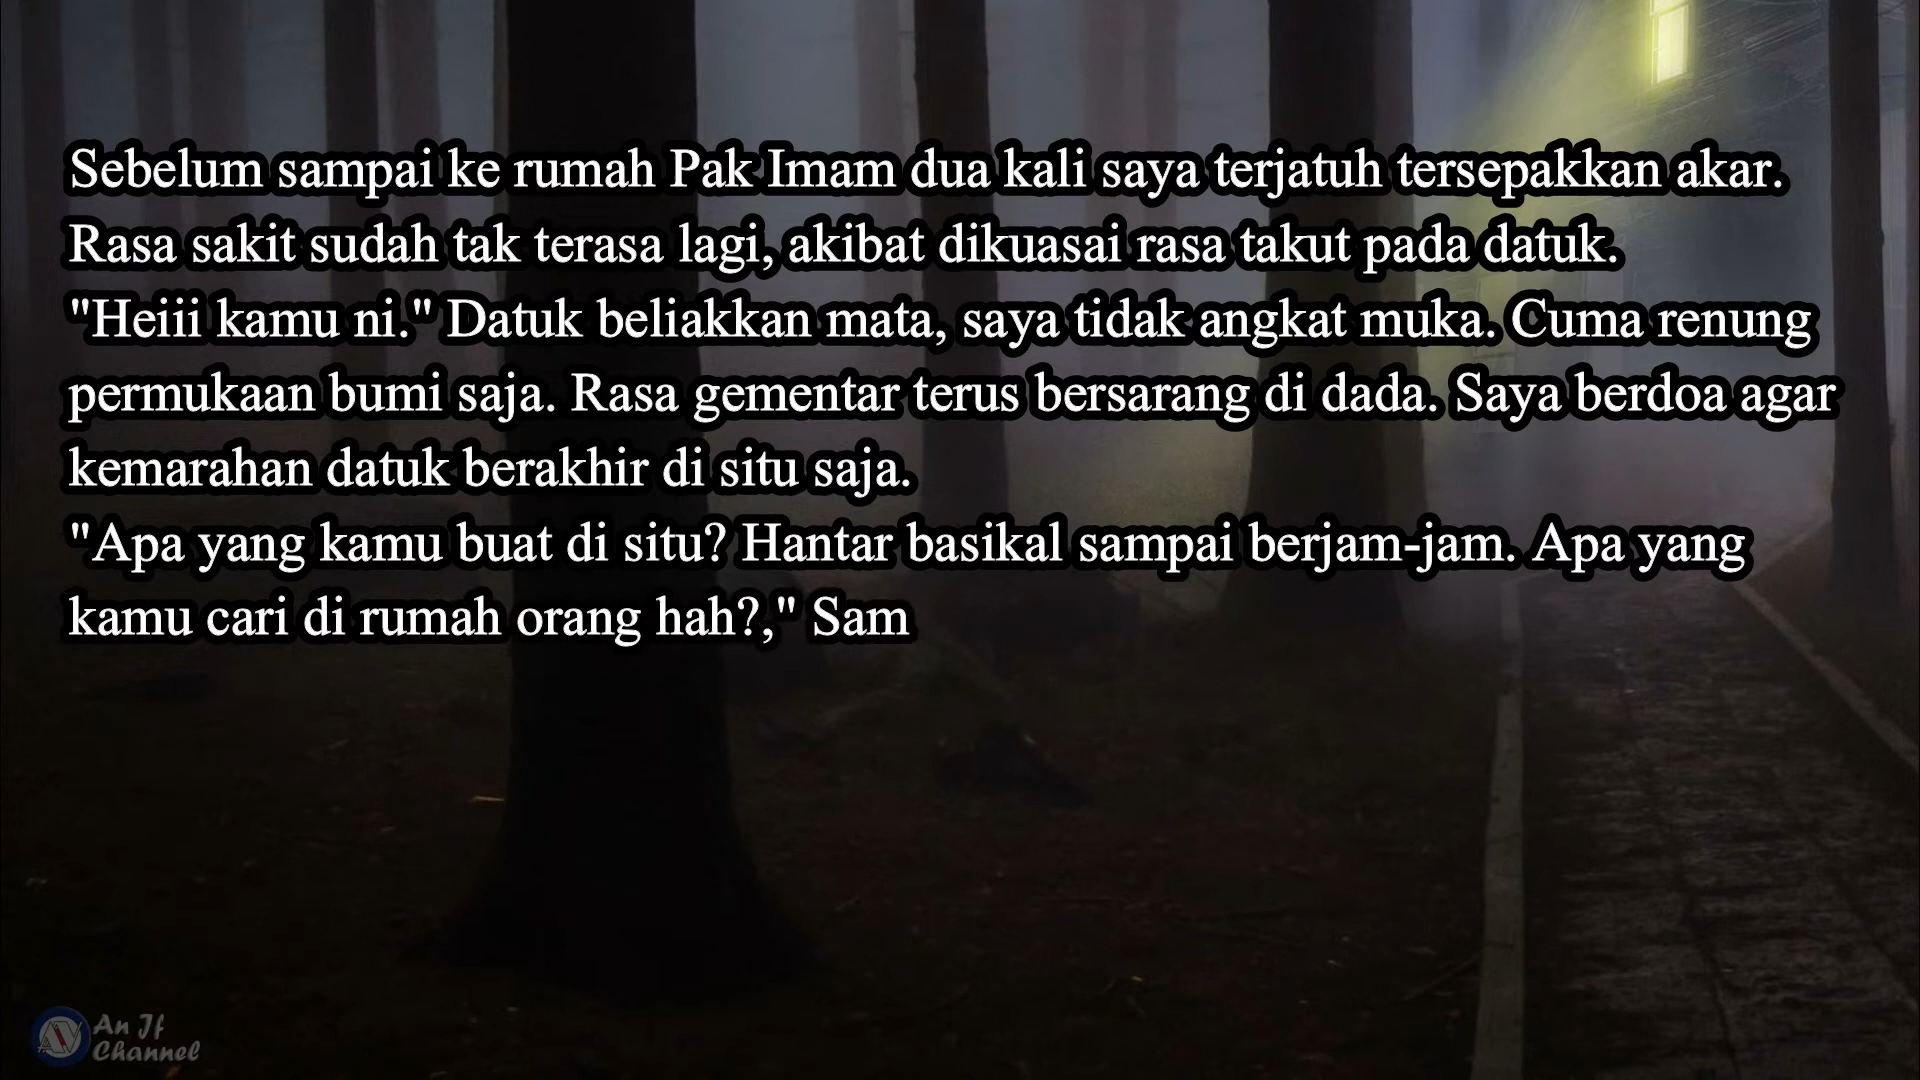 Sebelum sampai ke rumah Pak Imam dua kali saya terjatuh tersepakkan akar.
Rasa sakit sudah tak terasa lagi, akibat dikuasai rasa takut pada datuk.
"Heiii kamu ni." Datuk beliakkan mata, saya tidak angkat muka. Cuma renung
permukaan bumi saja. Rasa gementar terus bersarang di dada. Saya berdoa agar
kemarahan datuk berakhir di situ saja.
"Apa yang kamu buat di situ? Hantar basikal sampai berjam-jam. Apa yang
kamu cari di rumah orang hah?," Sam
An Jf
Channel